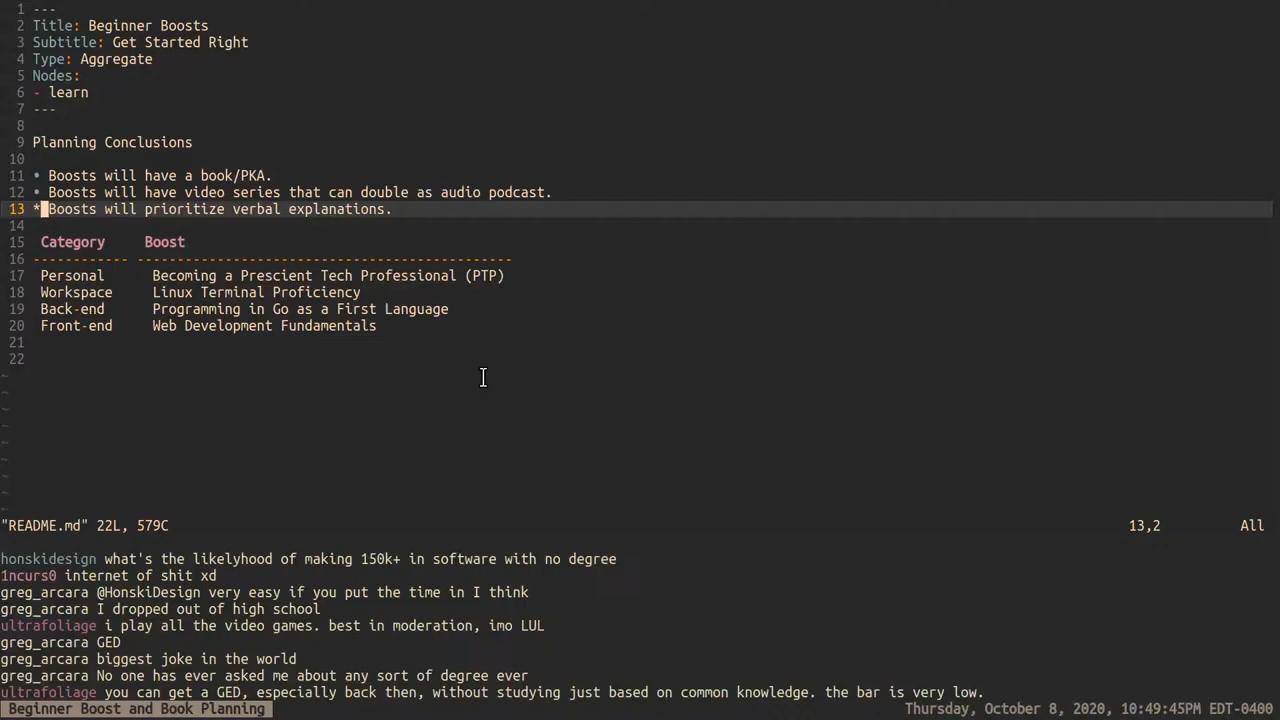 1 ---
2 Title: Beginner Boosts
3 Subtitle: Get Started Right
4 Type: Aggregate
5 Nodes:
6 - learn
7 ---
8
9 Planning Conclusions
10
11 • Boosts will have a book/PKA.
12 • Boosts will have video series that can double as audio podcast.
13 * Boosts will prioritize verbal explanations.
14
15 Category Boost
16 ------------ -----------------------------------------------
17 Personal Becoming a Prescient Tech Professional (PTP)
18 Workspace Linux Terminal Proficiency
19 Back-end Programming in Go as a First Language
20 Front-end Web Development Fundamentals
21
22
~
~
~
~
~
~
~
~
~
"README.md" 22L, 579C 13,2 All
honskidesign what's the likelyhood of making 150k+ in software with no degree
1ncurs0 internet of shit xd
greg_arcara @HonskiDesign very easy if you put the time in I think
greg_arcara I dropped out of high school
ultrafoliage i play all the video games. best in moderation, imo LUL
greg_arcara GED
greg_arcara biggest joke in the world
greg_arcara No one has ever asked me about any sort of degree ever
ultrafoliage you can get a GED, especially back then, without studying just based on common knowledge. the bar is very low.
Beginner Boost and Book Planning Thursday, October 8, 2020, 10:49:45PM EDT-0400